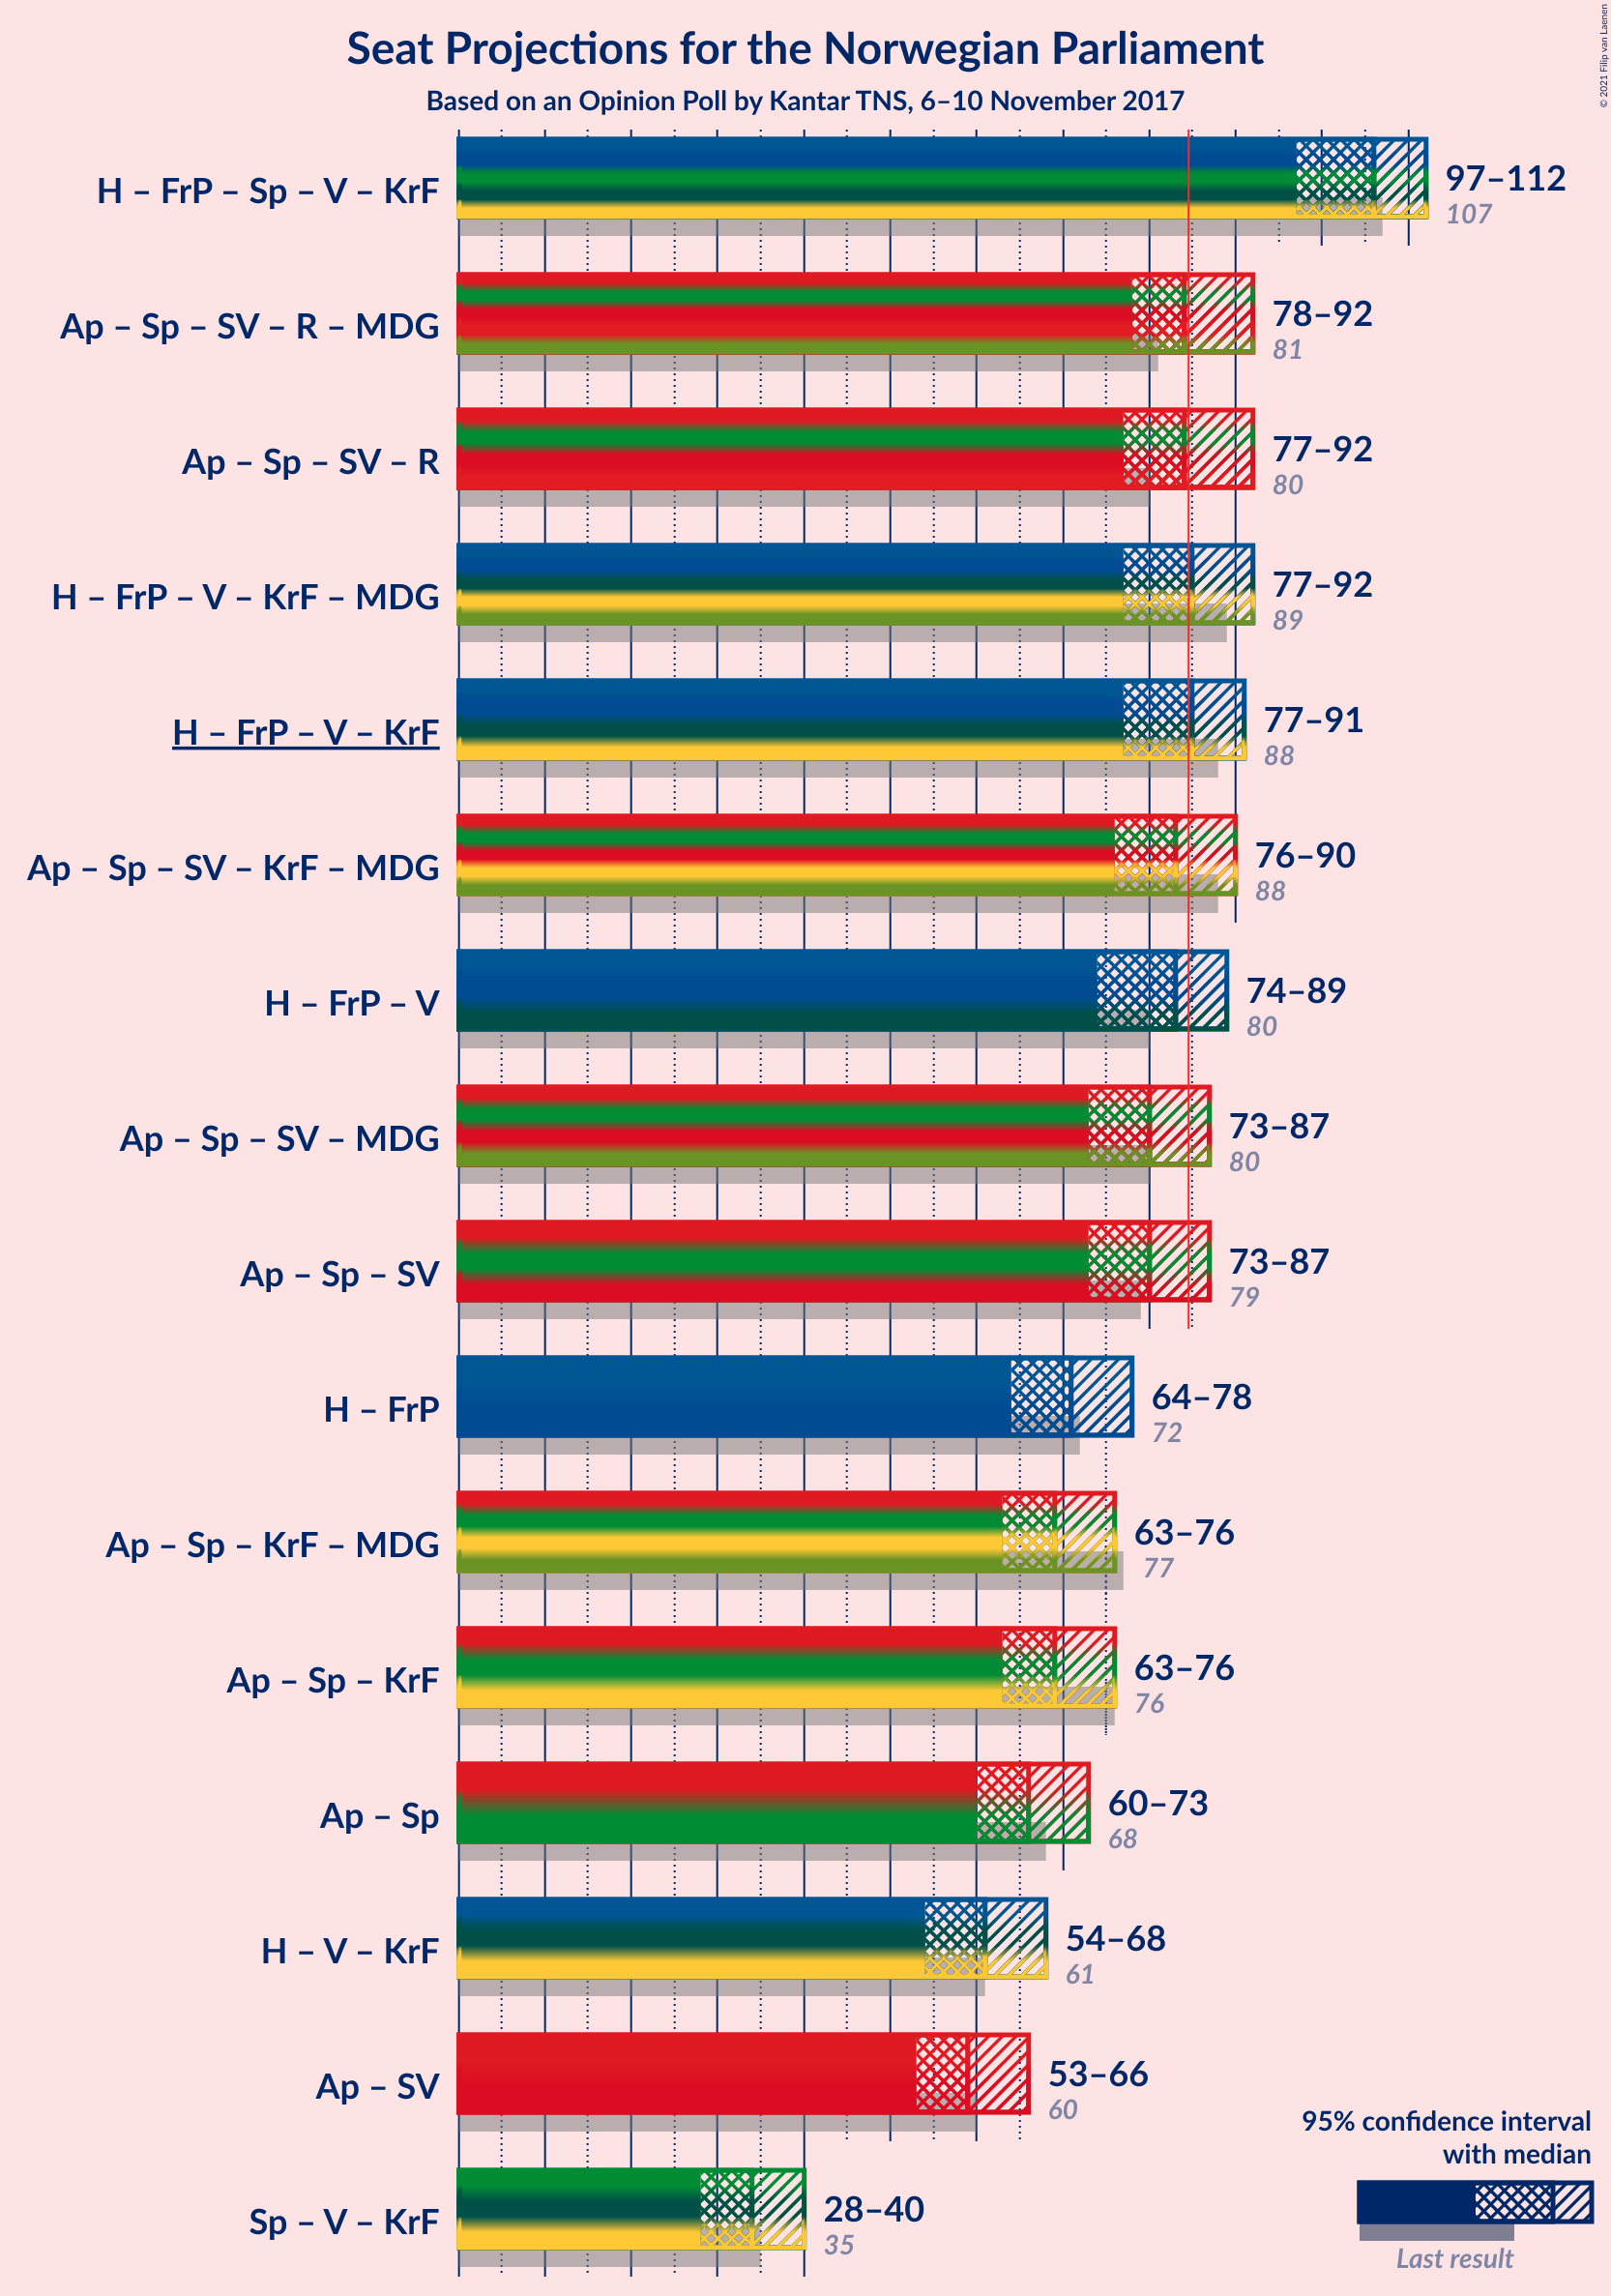 Seat Projections for the Norwegian Parliament
Based on an Opinion Poll by Kantar TNS, 6–10 November 2017
© 2021 Filip van Laenen
H – FrP – Sp – V – KrF
97–112
107
Ap – Sp – SV – R – MDG
78–92
81
Ap – Sp – SV – R
77–92
80
H – FrP – V – KrF – MDG
77–92
89
H – FrP – V – KrF
77–91
88
Ap – Sp – SV – KrF – MDG
76–90
88
H – FrP – V
74–89
80
Ap – Sp – SV – MDG
73–87
80
Ap – Sp – SV
73–87
79
H – FrP
64–78
72
Ap – Sp – KrF – MDG
63–76
77
Ap – Sp – KrF
63–76
76
Ap – Sp
60–73
68
H – V – KrF
54–68
61
Ap – SV
53–66
60
Sp – V – KrF
28–40
35
95% confidence interval
with median
Last result